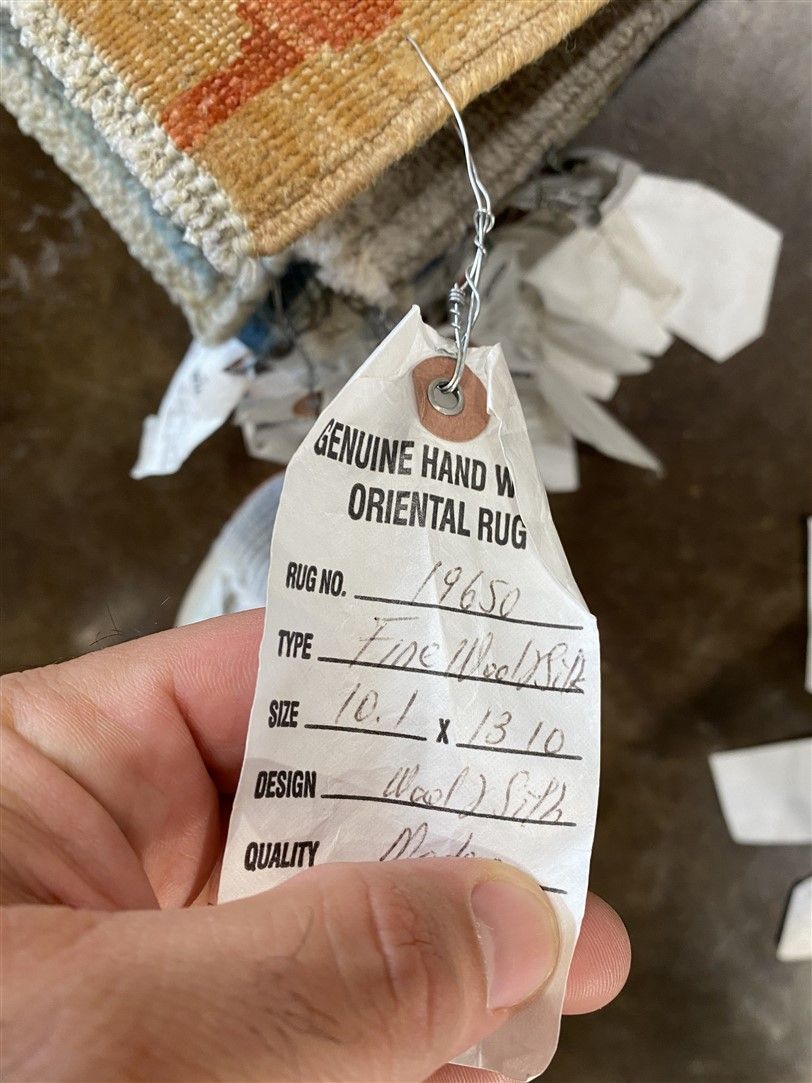 GENUINE HAND W
ORIENTAL RUG
RUG NO. 19650
TYPE Fine Wool & Silk
SIZE 10.1 X 13 10
DESIGN Wool & Silk
QUALITY